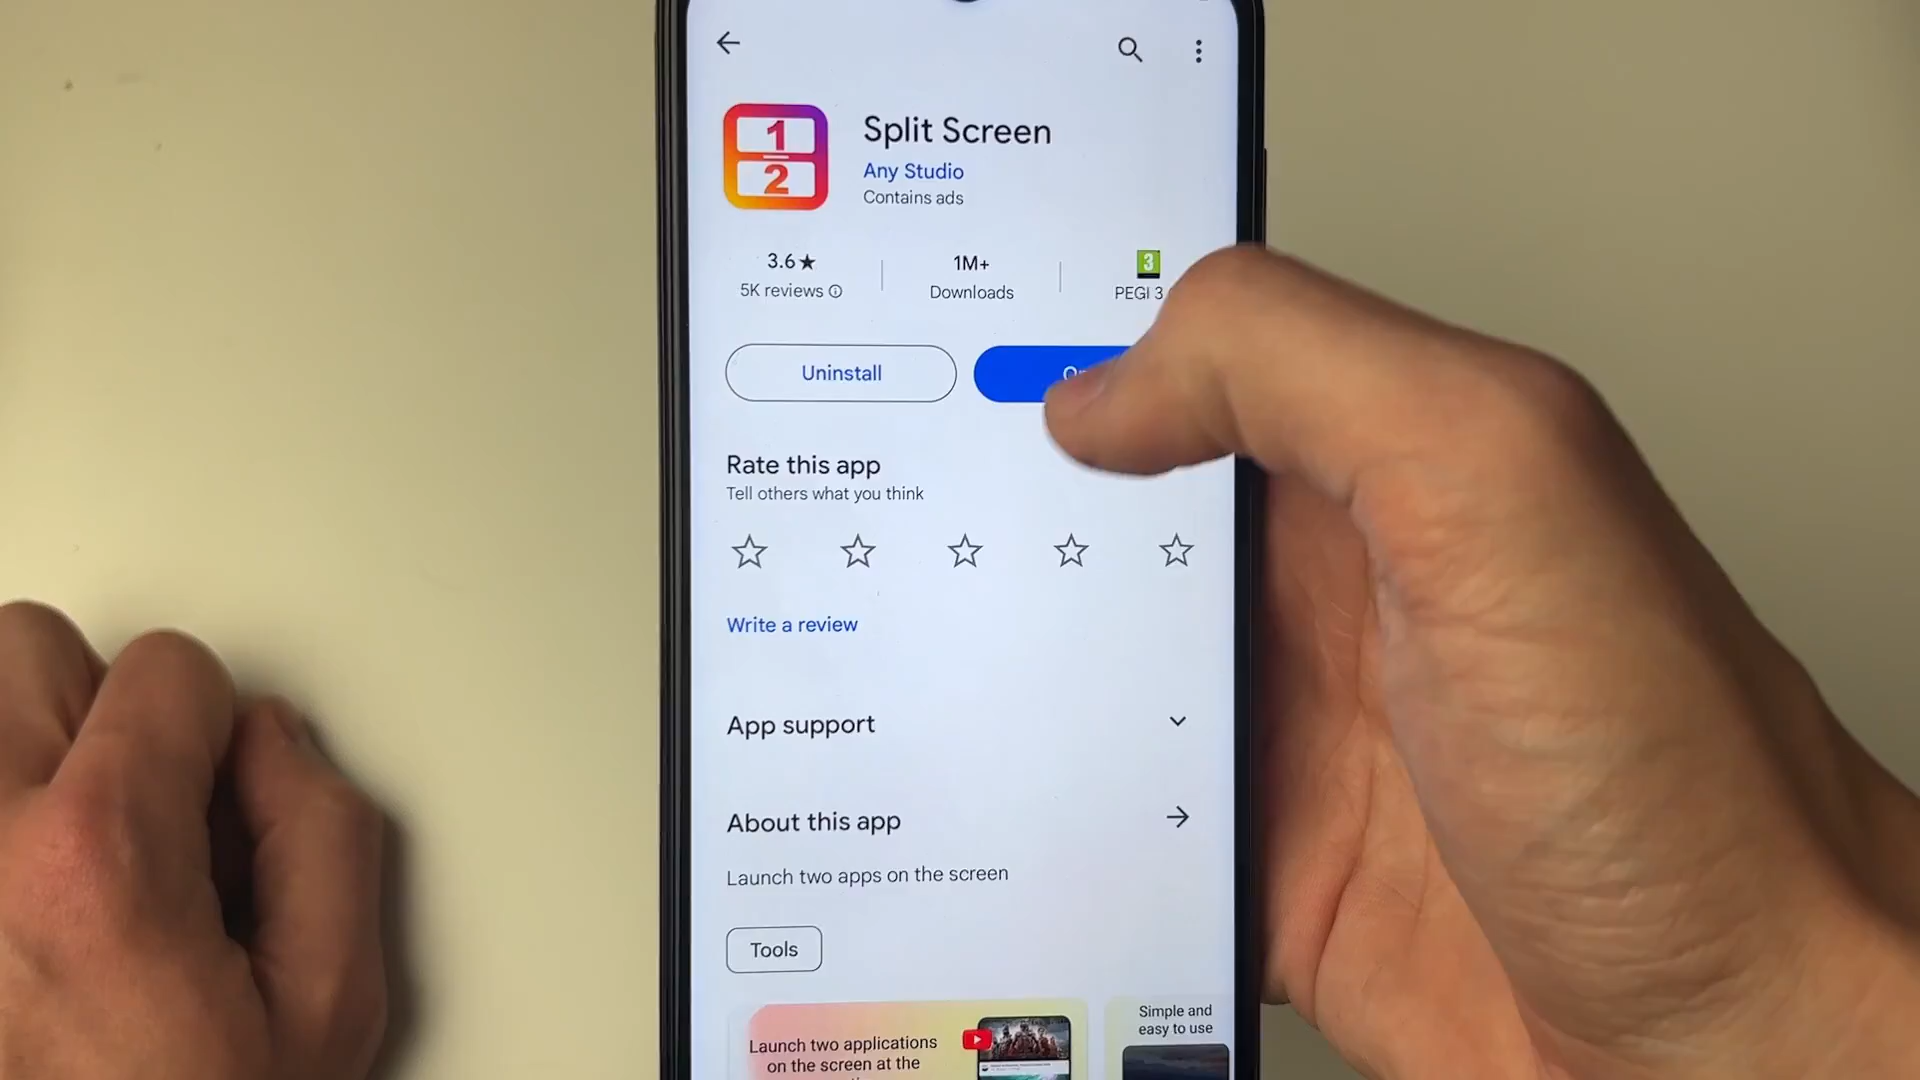 Split Screen
1
2
Any Studio
Contains ads
3.6★
1M+
3
5K reviews
Downloads
PEGI 3
Uninstall
Rate this app
Tell others what you think
Write a review
App support
About this app
Launch two apps on the screen
Tools
Launch two applications
on the screen at the
Simple and
easy to use